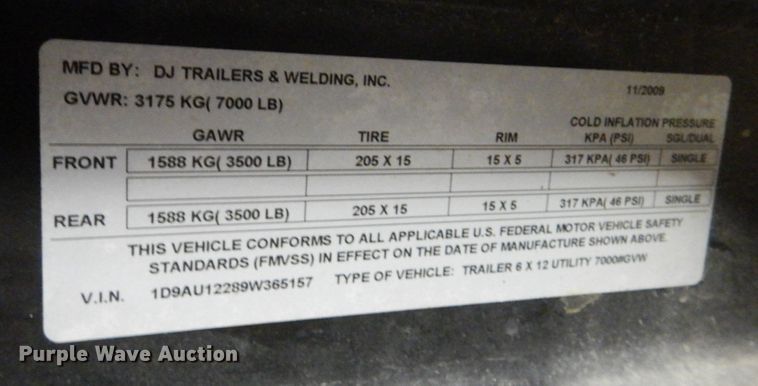 MFD BY: DJ TRAILERS & WELDING, INC.
11/2009
GVWR: 3175 KG( 7000 LB)
COLD INFLATION PRESSURE
GAWR TIRE RIM KPA (PSI) SGL/DUAL
FRONT 1588 KG( 3500 LB) 205 X 15 15 X 5 317 KPA( 46 PSI) SINGLE
REAR 1588 KG( 3500 LB) 205 X 15 15 X 5 317 KPA( 46 PSI) SINGLE
THIS VEHICLE CONFORMS TO ALL APPLICABLE U.S. FEDERAL MOTOR VEHICLE SAFETY
STANDARDS (FMVSS) IN EFFECT ON THE DATE OF MANUFACTURE SHOWN ABOVE.
V.I.N. 1D9AU12289W365157 TYPE OF VEHICLE: TRAILER 6 X 12 UTILITY 7000#GVW
Purple Wave Auction